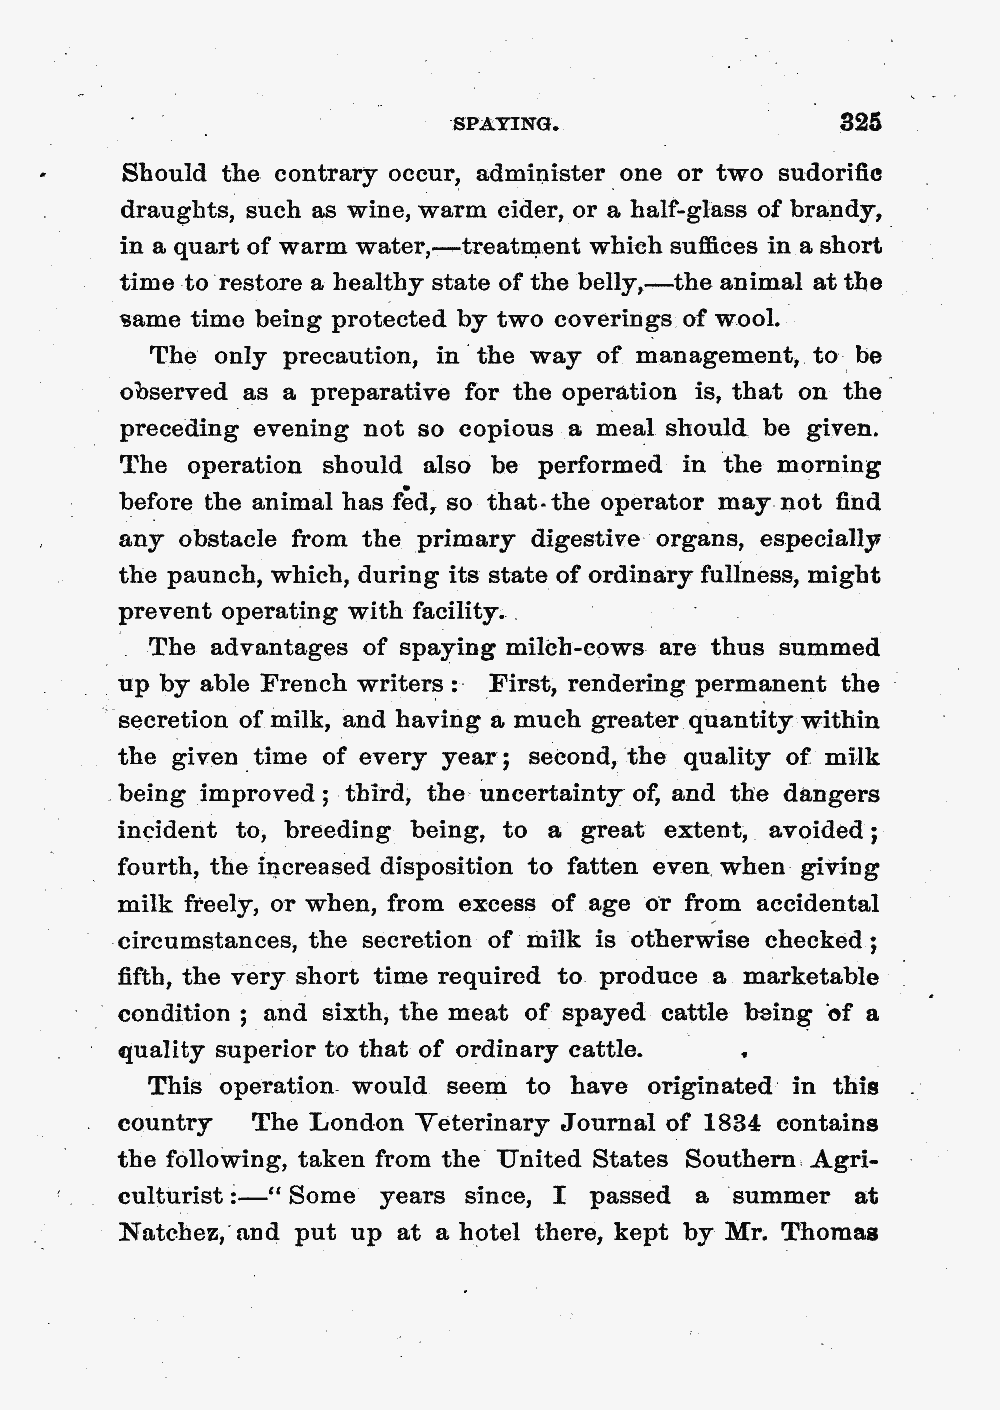 SPAYING. 325
Should the contrary occur, administer one or two sudorific
draughts, such as wine, warm cider, or a half-glass of brandy,
in a quart of warm water,—treatment which suffices in a short
time to restore a healthy state of the belly,—the animal at the
same time being protected by two coverings of wool.
The only precaution, in the way of management, to be
observed as a preparative for the operation is, that on the
preceding evening not so copious a meal should be given.
The operation should also be performed in the morning
before the animal has fed, so that the operator may not find
any obstacle from the primary digestive organs, especially
the paunch, which, during its state of ordinary fullness, might
prevent operating with facility.
The advantages of spaying milch-cows are thus summed
up by able French writers: First, rendering permanent the
secretion of milk, and having a much greater quantity within
the given time of every year; second, the quality of milk
being improved; third, the uncertainty of, and the dangers
incident to, breeding being, to a great extent, avoided;
fourth, the increased disposition to fatten even when giving
milk freely, or when, from excess of age or from accidental
circumstances, the secretion of milk is otherwise checked;
fifth, the very short time required to produce a marketable
condition; and sixth, the meat of spayed cattle being of a
quality superior to that of ordinary cattle.
This operation would seem to have originated in this
country The London Veterinary Journal of 1834 contains
the following, taken from the United States Southern Agri-
culturist:—“Some years since, I passed a summer at
Natchez, and put up at a hotel there, kept by Mr. Thomas